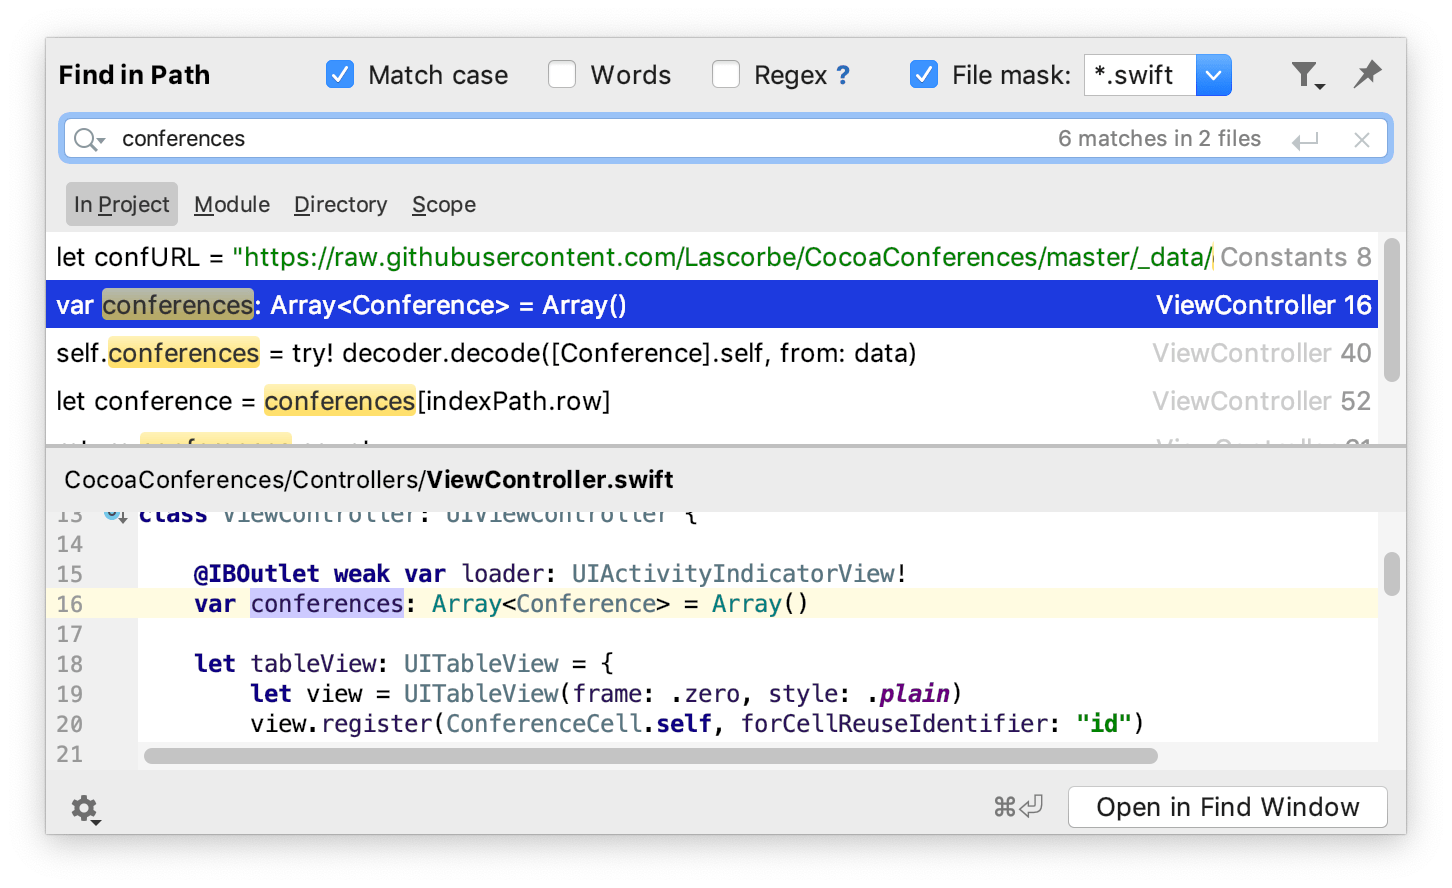 Find in Path Match case Words Regex ? File mask: *.swift
conferences 6 matches in 2 files
In Project Module Directory Scope
let confURL = "https://raw.githubusercontent.com/Lascorbe/CocoaConferences/master/_data/ Constants 8
var conferences: Array<Conference> = Array() ViewController 16
self.conferences = try! decoder.decode([Conference].self, from: data) ViewController 40
let conference = conferences[indexPath.row] ViewController 52
CocoaConferences/Controllers/ViewController.swift
13 class ViewController: UIViewController {
14
15 @IBOutlet weak var loader: UIActivityIndicatorView!
16 var conferences: Array<Conference> = Array()
17
18 let tableView: UITableView = {
19 let view = UITableView(frame: .zero, style: .plain)
20 view.register(ConferenceCell.self, forCellReuseIdentifier: "id")
21
⌘⏎ Open in Find Window